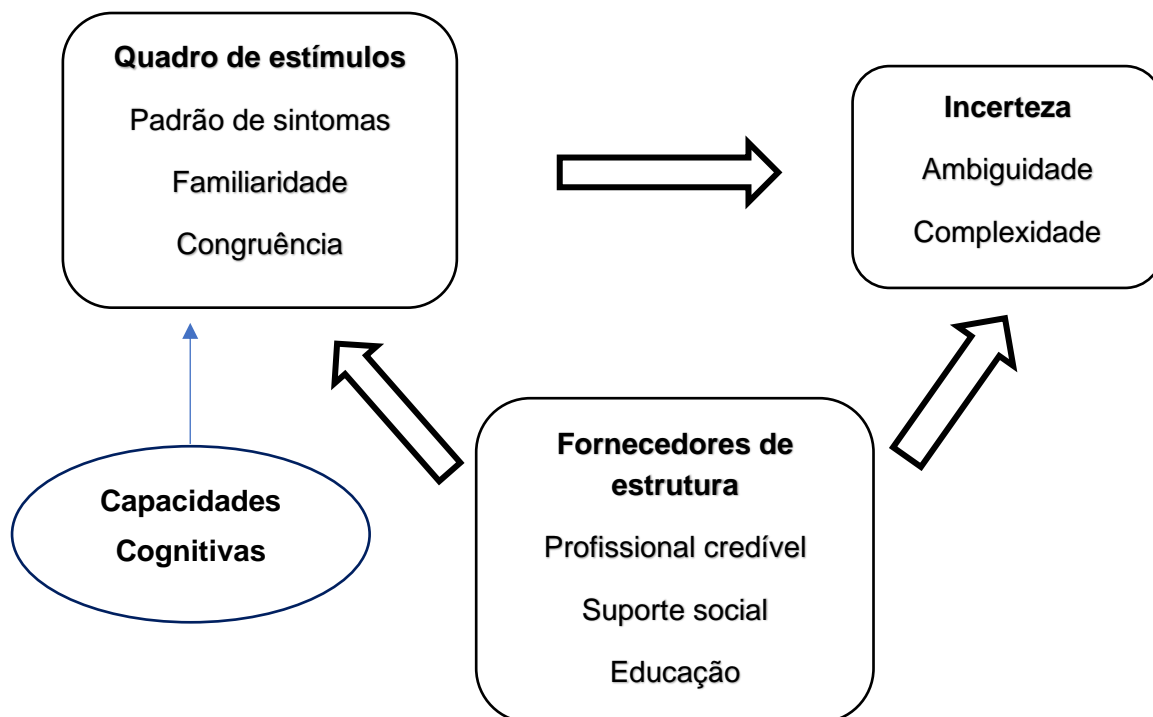 Quadro de estímulos
Padrão de sintomas
Familiaridade
Congruência
Incerteza
Ambiguidade
Complexidade
Capacidades
Cognitivas
Fornecedores de
estrutura
Profissional credível
Suporte social
Educação